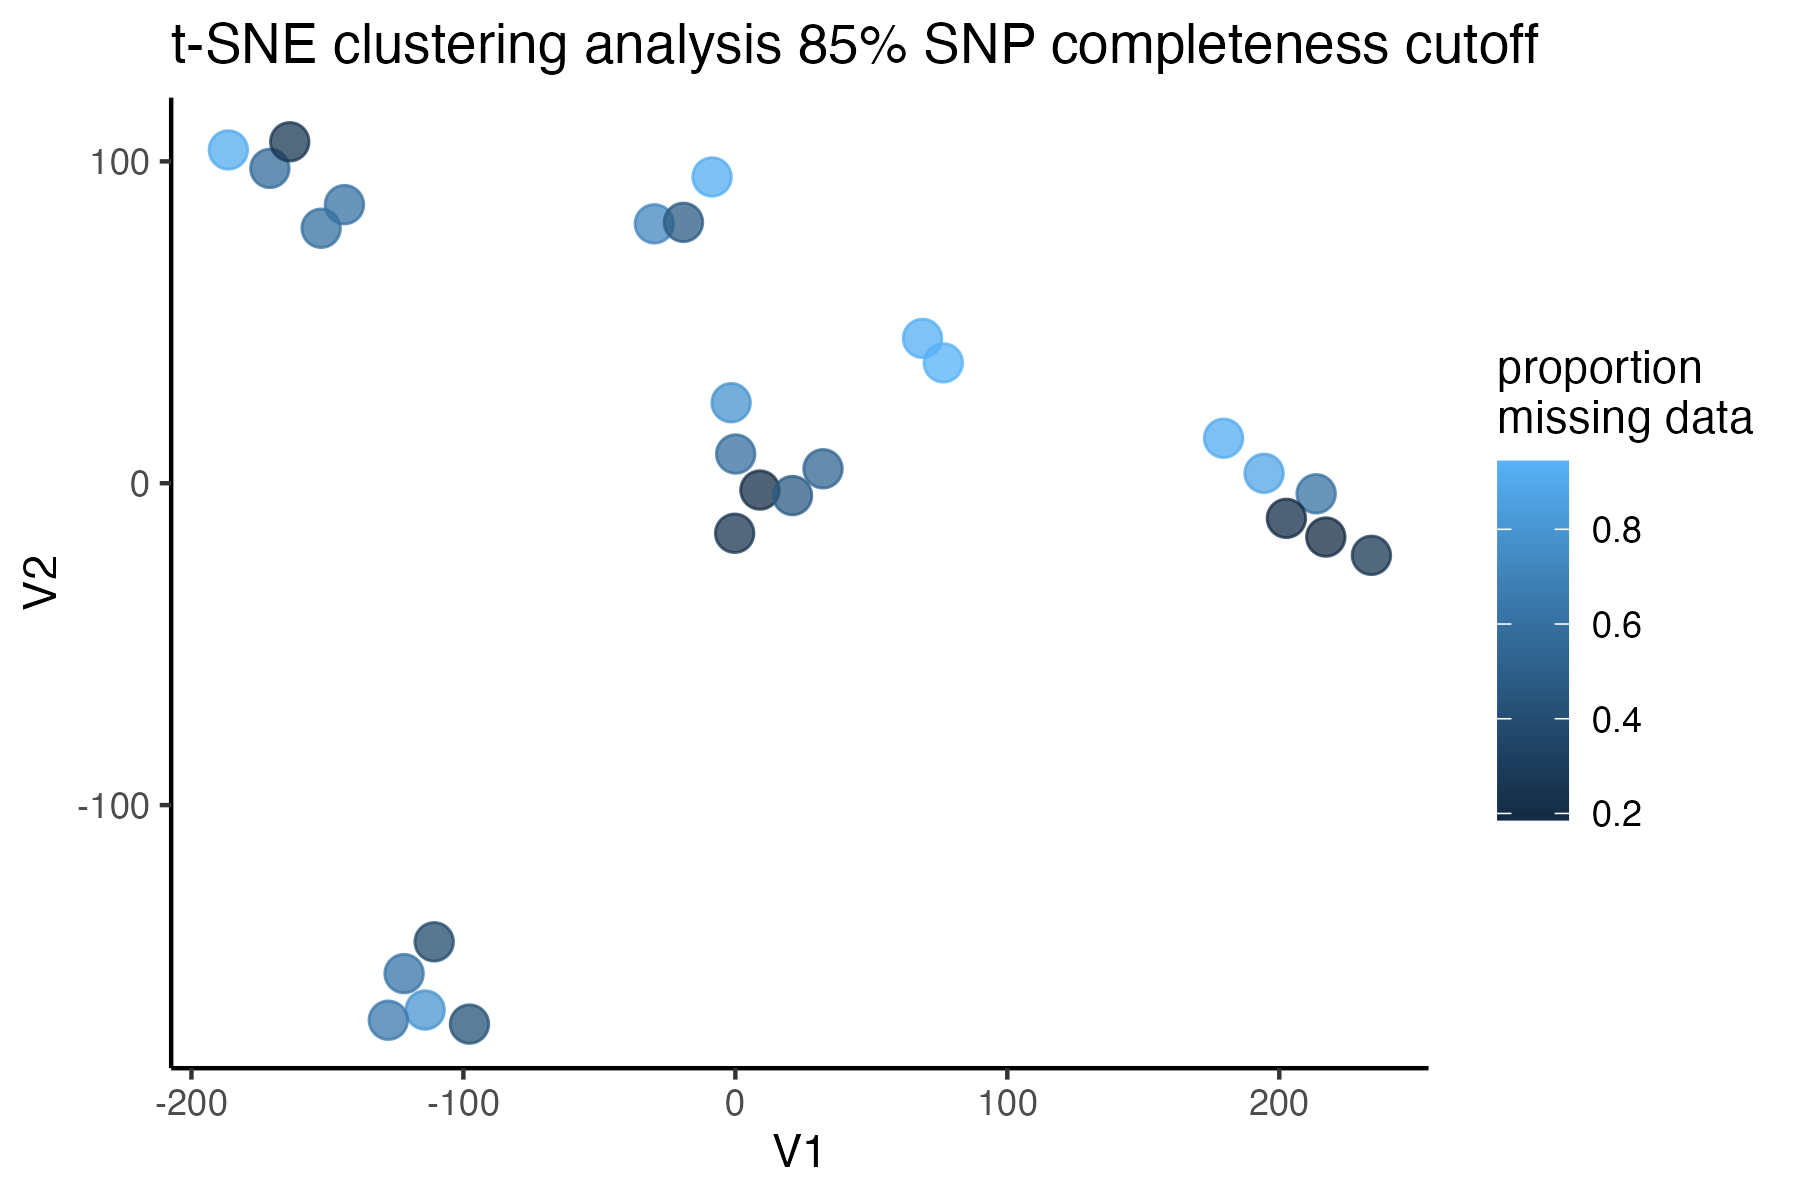 t-SNE clustering analysis 85% SNP completeness cutoff
100
0
-100
V2
-200
-100
0
100
200
V1
proportion
missing data
0.8
0.6
0.4
0.2